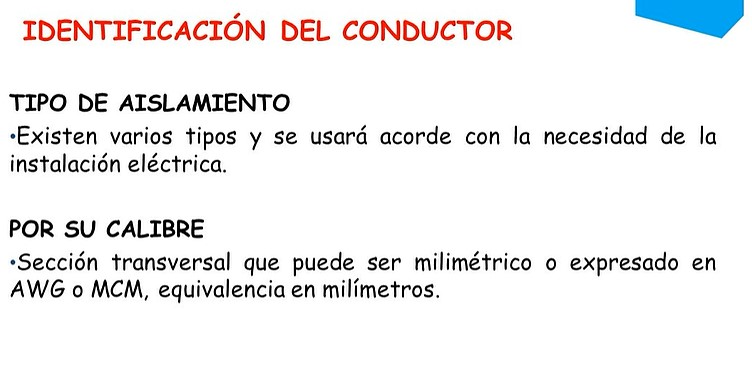 IDENTIFICACIÓN DEL CONDUCTOR
TIPO DE AISLAMIENTO
•Existen varios tipos y se usará acorde con la necesidad de la
instalación eléctrica.
POR SU CALIBRE
•Sección transversal que puede ser milimétrico o expresado en
AWG o MCM, equivalencia en milímetros.